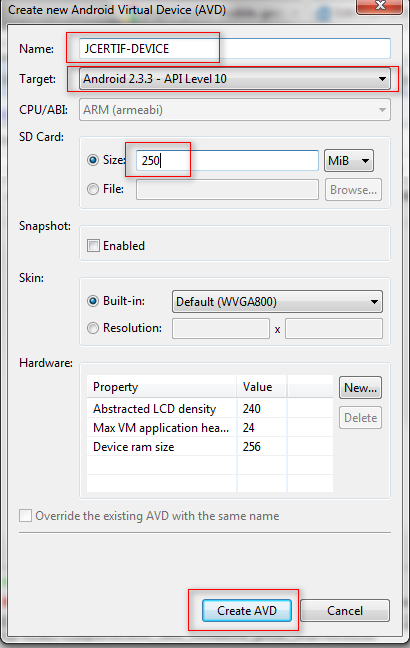 Create new Android Virtual Device (AVD)
Name: JCERTIF-DEVICE
Target: Android 2.3.3 - API Level 10
CPU/ABI: ARM (armeabi)
SD Card:
Size: 250 MiB
File: Browse...
Snapshot:
Enabled
Skin:
Built-in: Default (WVGA800)
Resolution: x
Hardware:
Property Value New...
Abstracted LCD density 240
Max VM application hea... 24
Delete
Device ram size 256
Override the existing AVD with the same name
Create AVD Cancel